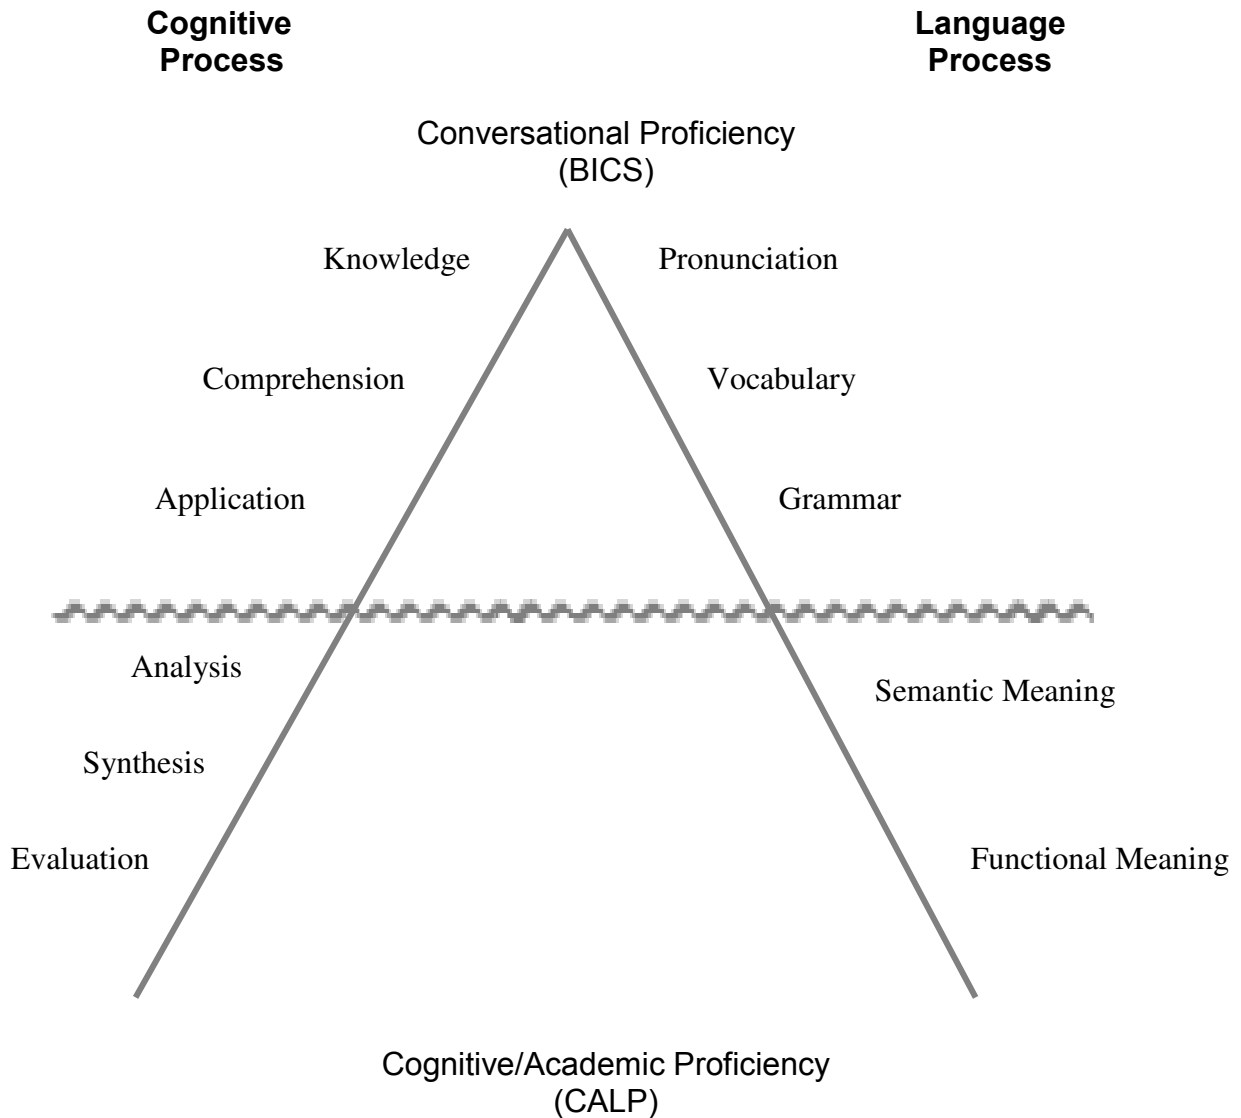 Cognitive
Process
Language
Process
Conversational Proficiency
(BICS)
Knowledge
Pronunciation
Comprehension
Vocabulary
Application
Grammar
Analysis
Semantic Meaning
Synthesis
Evaluation
Functional Meaning
Cognitive/Academic Proficiency
(CALP)